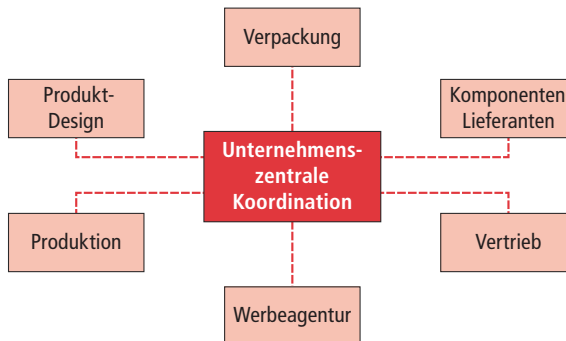 Verpackung
Produkt-
Design
Komponenten
Lieferanten
Unternehmens-
zentrale
Koordination
Produktion
Vertrieb
Werbeagentur